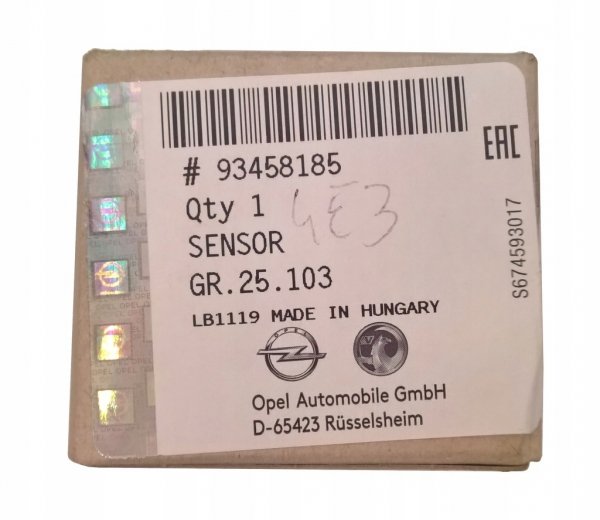 # 93458185
EAC
Qty 1 4E3
SENSOR
GR.25.103
S674593017
LB1119 MADE IN HUNGARY
OPEL
Opel Automobile GmbH
D-65423 Rüsselsheim